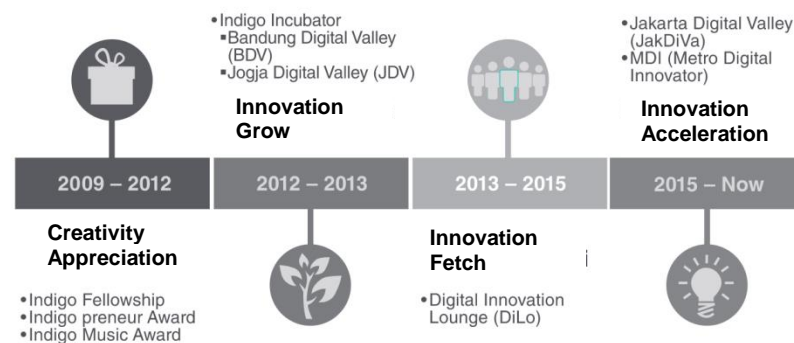 •Indigo Incubator
▪Bandung Digital Valley
(BDV)
▪Jogja Digital Valley (JDV)
Innovation
Grow
•Jakarta Digital Valley
(JakDiVa)
•MDI (Metro Digital
Innovator)
Innovation
Acceleration
2009 – 2012
2012 – 2013
2013 – 2015
2015 – Now
Creativity
Appreciation
•Indigo Fellowship
•Indigo preneur Award
•Indigo Music Award
Innovation
Fetch
•Digital Innovation
Lounge (DiLo)